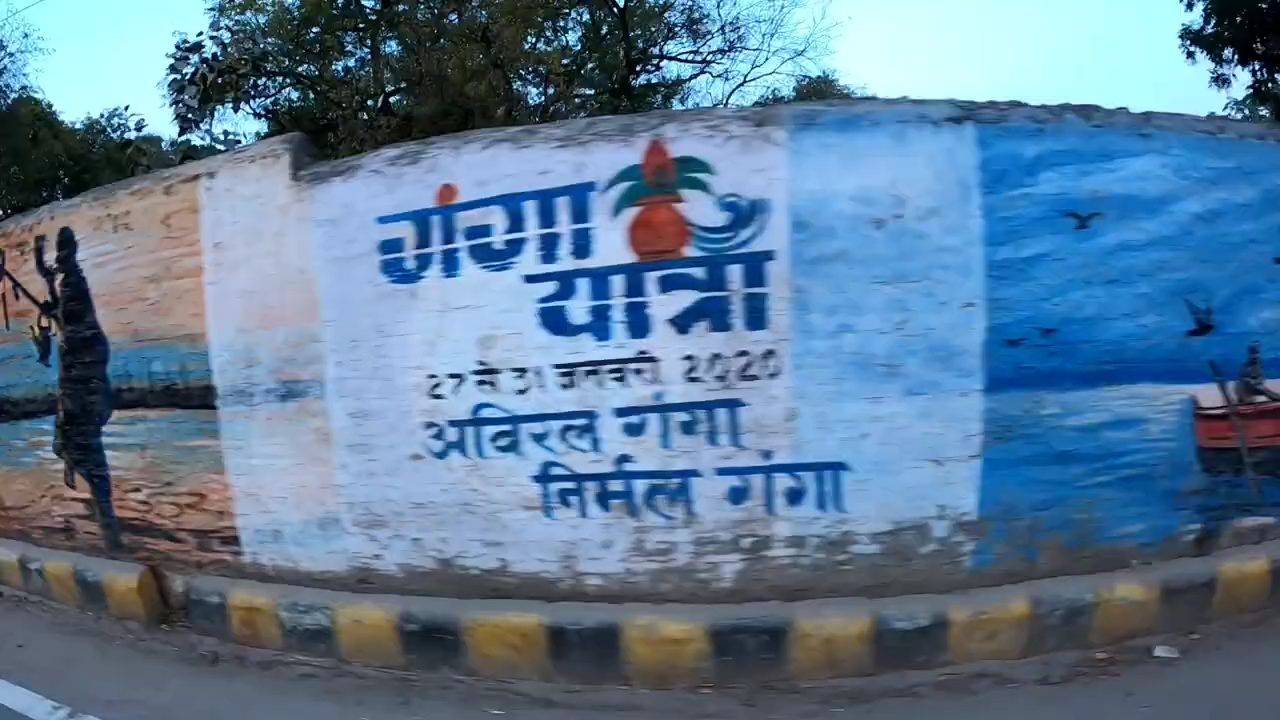 गंगा
यात्रा
27 से 31 जनवरी 2020
अविरल गंगा
निर्मल गंगा